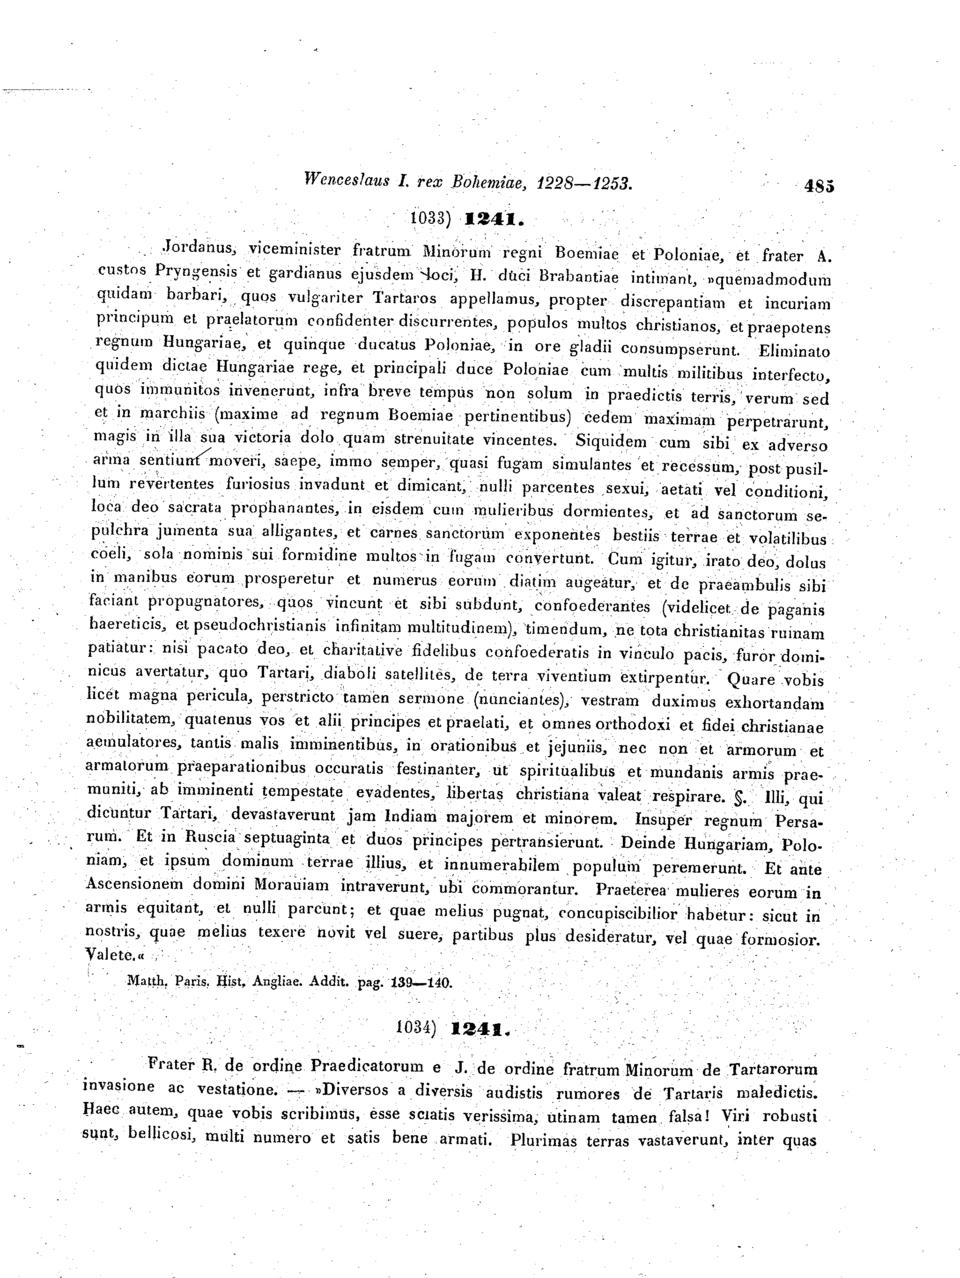 Wenceslaus I. rex Bohemiae, 1228—1253. 485
1033) 1241.
Jordanus, viceminister fratrum Minorum regni Boemiae et Poloniae, et frater A.
custos Pryngensis et gardianus ejusdem loci, H. duci Brabantiae intimant, »quemadmodum
quidam barbari, quos vulgariter Tartaros appellamus, propter discrepantiam et incuriam
principum et praelatorum confidenter discurrentes, populos multos christianos, et praepotens
regnum Hungariae, et quinque ducatus Poloniae, in ore gladii consumpserunt. Eliminato
quidem dictae Hungariae rege, et principali duce Poloniae cum multis militibus interfecto,
quos immunitos invenerunt, infra breve tempus non solum in praedictis terris, verum sed
et in marchiis (maxime ad regnum Boemiae pertinentibus) cedem maximam perpetrarunt,
magis in illa sua victoria dolo quam strenuitate vincentes. Siquidem cum sibi ex adverso
arma sentiunt moveri, saepe, immo semper, quasi fugam simulantes et recessum, post pusil-
lum revertentes furiosius invadunt et dimicant, nulli parcentes sexui, aetati vel conditioni,
loca deo sacrata prophanantes, in eisdem cum mulieribus dormientes, et ad sanctorum se-
pulchra jumenta sua alligantes, et carnes sanctorum exponentes bestiis terrae et volatilibus
coeli, sola nominis sui formidine multos in fugam convertunt. Cum igitur, irato deo, dolus
in manibus eorum prosperetur et numerus eorum diatim augeatur, et de praeambulis sibi
faciant propugnatores, quos vincunt et sibi subdunt, confoederantes (videlicet de paganis
haereticis, et pseudochristianis infinitam multitudinem), timendum, ne tota christianitas ruinam
patiatur: nisi pacato deo, et charitative fidelibus confoederatis in vinculo pacis, furor domi-
nicus avertatur, quo Tartari, diaboli satellites, de terra viventium extirpentur. Quare vobis
licet magna pericula, perstricto tamen sermone (nunciantes), vestram duximus exhortandam
nobilitatem, quatenus vos et alii principes et praelati, et omnes orthodoxi et fidei christianae
aemulatores, tantis malis imminentibus, in orationibus et jejuniis, nec non et armorum et
armatorum praeparationibus occuratis festinanter, ut spiritualibus et mundanis armis prae-
muniti, ab imminenti tempestate evadentes, libertas christiana valeat respirare. §. Illi, qui
dicuntur Tartari, devastaverunt jam Indiam majorem et minorem. Insuper regnum Persa-
rum. Et in Ruscia septuaginta et duos principes pertransierunt. Deinde Hungariam, Polo-
niam, et ipsum dominum terrae illius, et innumerabilem populum peremerunt. Et ante
Ascensionem domini Morauiam intraverunt, ubi commorantur. Praeterea mulieres eorum in
armis equitant, et nulli parcunt; et quae melius pugnat, concupiscibilior habetur: sicut in
nostris, quae melius texere novit vel suere, partibus plus desideratur, vel quae formosior.
Valete.«
Matth. Paris. Hist. Angliae. Addit. pag. 139—140.
1034) 1241.
Frater R. de ordine Praedicatorum e J. de ordine fratrum Minorum de Tartarorum
invasione ac vestatione. — »Diversos a diversis audistis rumores de Tartaris maledictis.
Haec autem, quae vobis scribimus, esse sciatis verissima, utinam tamen falsa! Viri robusti
sunt, bellicosi, multi numero et satis bene armati. Plurimas terras vastaverunt, inter quas